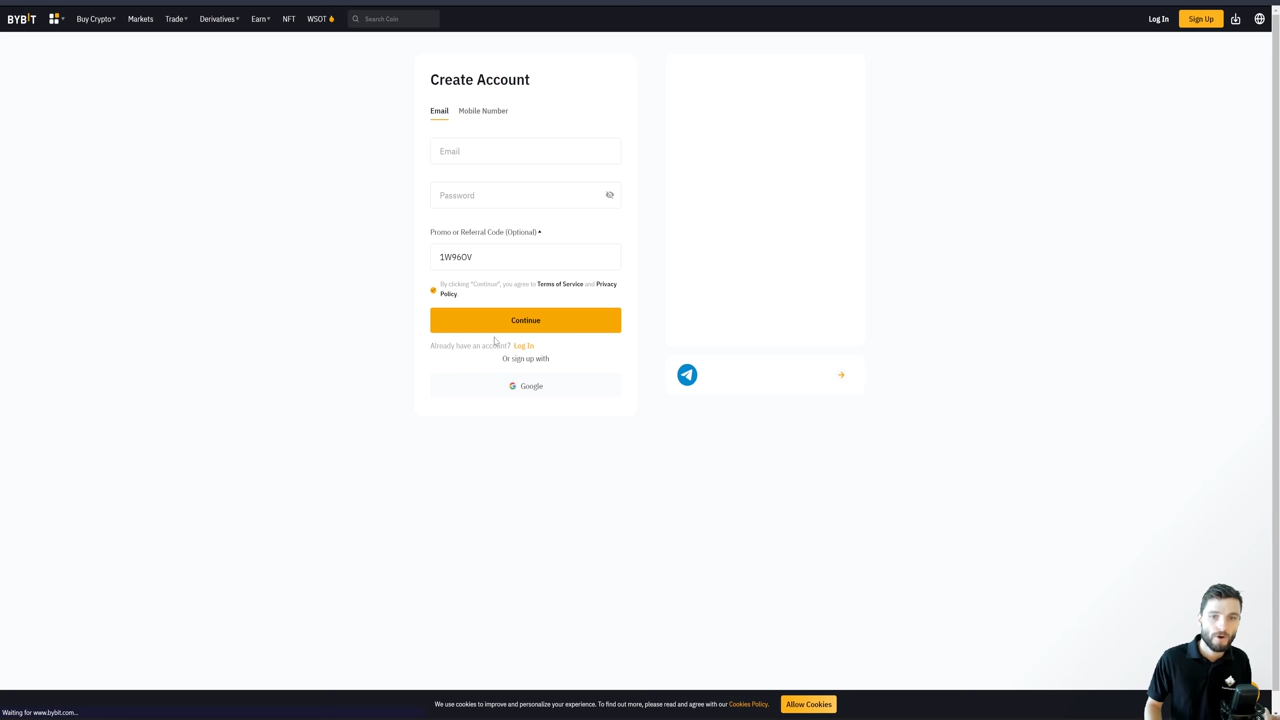 BYBIT Buy Crypto Markets Trade Derivatives Earn NFT WSOT Search Coin Log In Sign Up
Create Account
Email Mobile Number
Email
Password
Promo or Referral Code (Optional)
1W96OV
By clicking "Continue", you agree to Terms of Service and Privacy
Policy
Continue
Already have an account? Log In
Or sign up with
Google
We use cookies to improve and personalize your experience. To find out more, please read and agree with our Cookies Policy. Allow Cookies
Waiting for www.bybit.com...